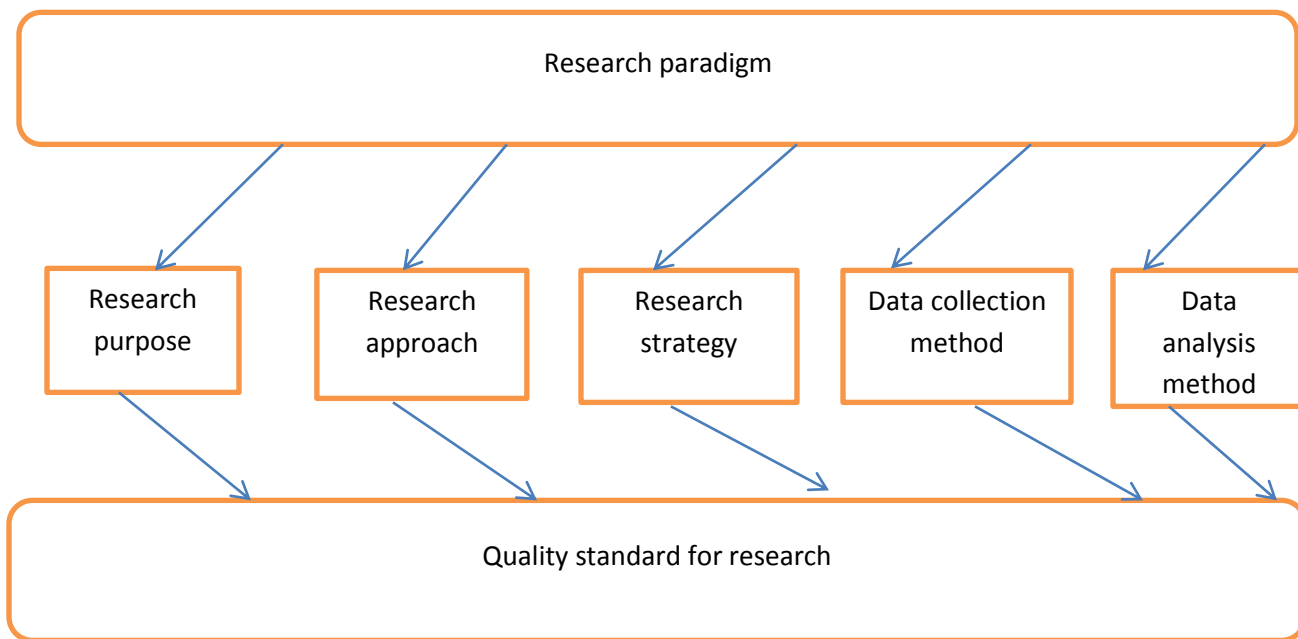 Research paradigm
Research
purpose
Research
approach
Research
strategy
Data collection
method
Data
analysis
method
Quality standard for research